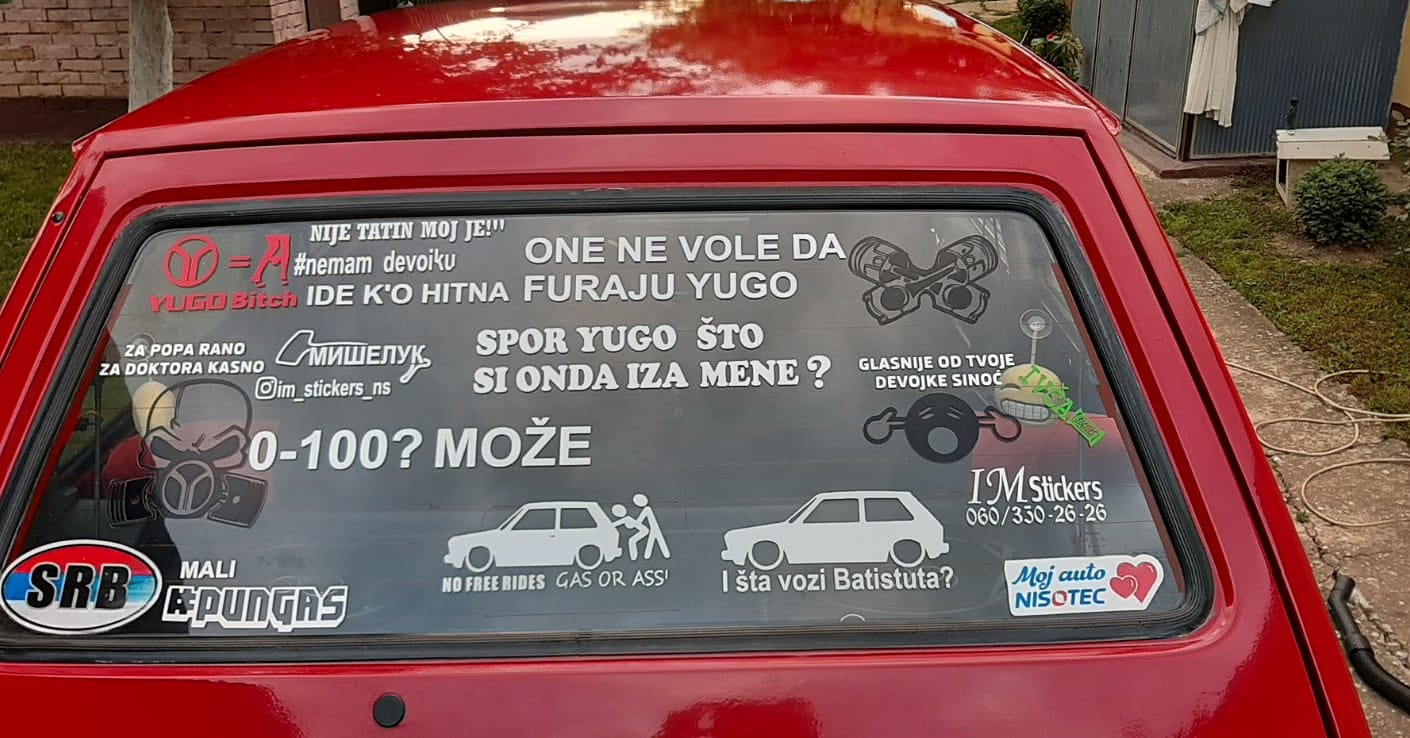 NIJE TATIN MOJ JE!!!
#nemam devojku
YUGO Bitch
IDE K'O HITNA
ONE NE VOLE DA
FURAJU YUGO
ZA POPA RANO
ZA DOKTORA KASNO
МИШЕЛУК
im_stickers_ns
SPOR YUGO ŠTO
SI ONDA IZA MENE ?
GLASNIJE OD TVOJE
DEVOJKE SINOĆ
0-100? MOŽE
IM Stickers
060/330-26-26
SRB
MALI
PUNGAS
NO FREE RIDES GAS OR ASS!
I šta vozi Batistuta?
Moj auto
NISOTEC